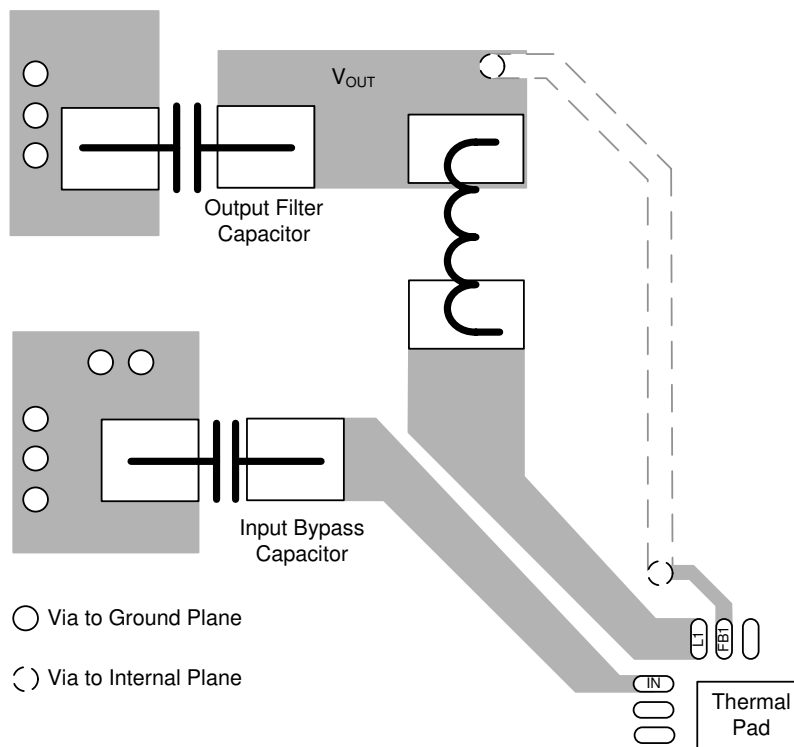 VOUT
Output Filter
Capacitor
Input Bypass
Capacitor
Via to Ground Plane
Via to Internal Plane
L1
FB1
IN
Thermal
Pad